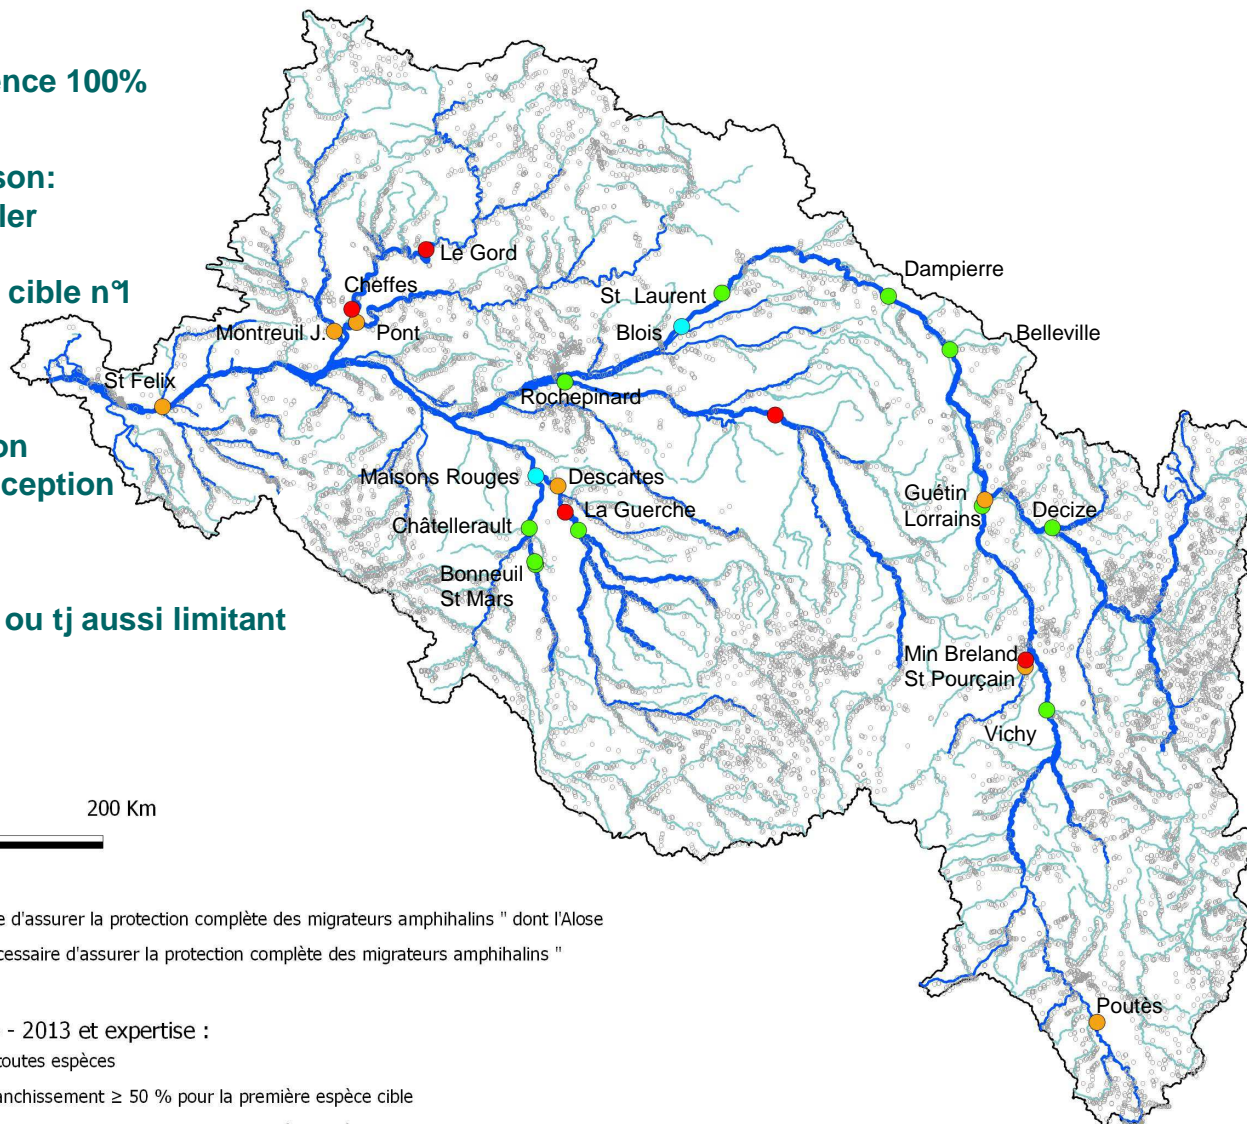 ence 100%
son:
ler
cible n°1
on
ception
ou tj aussi limitant
Le Gord
Cheffes
Montreuil J.
Pont
St Felix
St Laurent
Blois
Dampierre
Belleville
Rochepinard
Maisons Rouges
Descartes
La Guerche
Châtellerault
Bonneuil
St Mars
Guétin
Lorrains
Decize
Min Breland
St Pourçain
Vichy
Poutès
200 Km
e d'assurer la protection complète des migrateurs amphihalins " dont l'Alose
cessaire d'assurer la protection complète des migrateurs amphihalins "
- 2013 et expertise :
toutes espèces
anchissement ≥ 50 % pour la première espèce cible